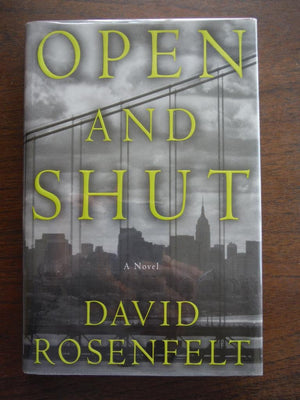 OPEN
AND
SHUT
A Novel
DAVID
ROSENFELT